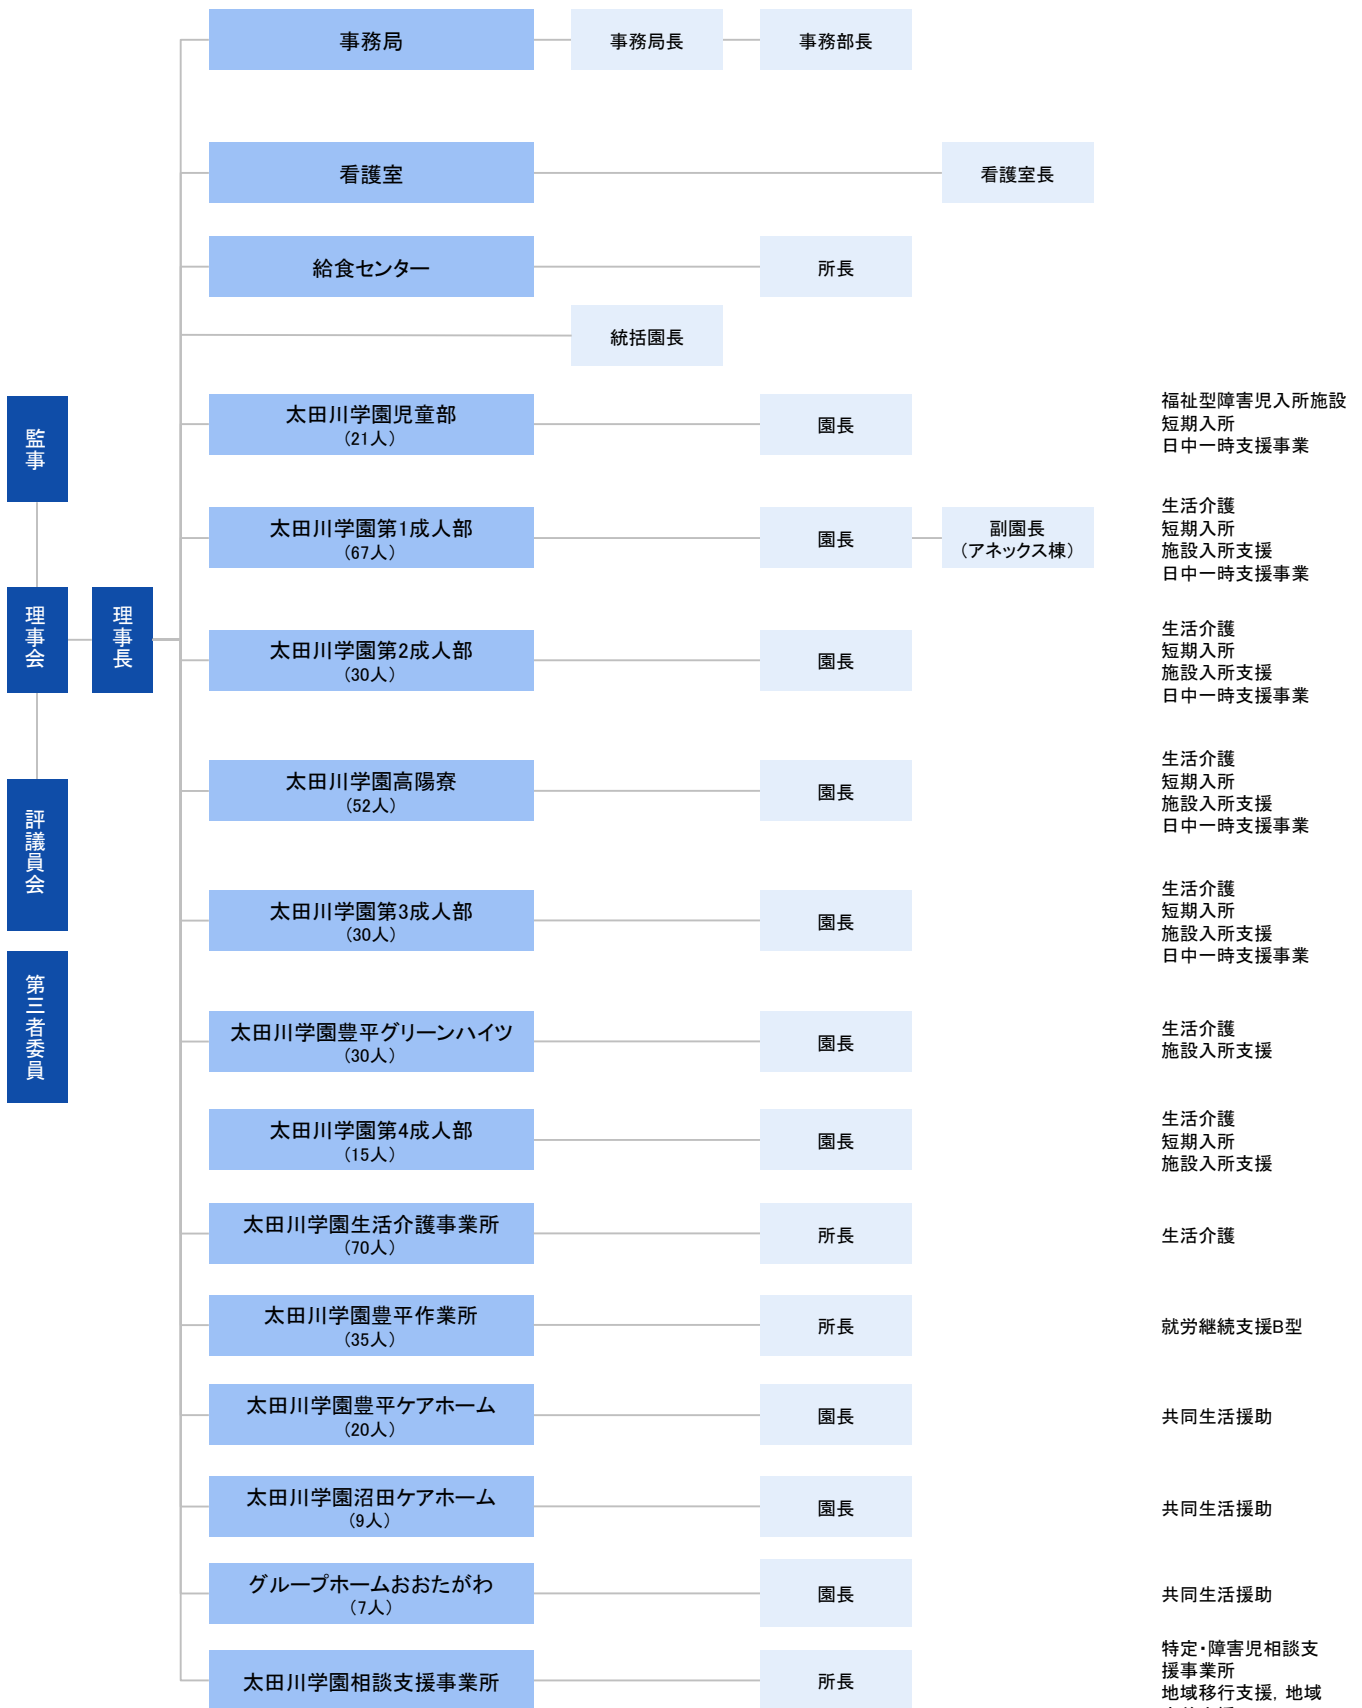 事務局
事務局長
事務部長
看護室
看護室長
給食センター
所長
統括園長
監事
理事会
理事長
評議員会
第三者委員
太田川学園児童部
(21人)
園長
福祉型障害児入所施設
短期入所
日中一時支援事業
太田川学園第1成人部
(67人)
園長
副園長
(アネックス棟)
生活介護
短期入所
施設入所支援
日中一時支援事業
太田川学園第2成人部
(30人)
園長
生活介護
短期入所
施設入所支援
日中一時支援事業
太田川学園高陽寮
(52人)
園長
生活介護
短期入所
施設入所支援
日中一時支援事業
太田川学園第3成人部
(30人)
園長
生活介護
短期入所
施設入所支援
日中一時支援事業
太田川学園豊平グリーンハイツ
(30人)
園長
生活介護
施設入所支援
太田川学園第4成人部
(15人)
園長
生活介護
短期入所
施設入所支援
太田川学園生活介護事業所
(70人)
所長
生活介護
太田川学園豊平作業所
(35人)
所長
就労継続支援B型
太田川学園豊平ケアホーム
(20人)
園長
共同生活援助
太田川学園沼田ケアホーム
(9人)
園長
共同生活援助
グループホームおおたがわ
(7人)
園長
共同生活援助
太田川学園相談支援事業所
所長
特定・障害児相談支
援事業所
地域移行支援，地域